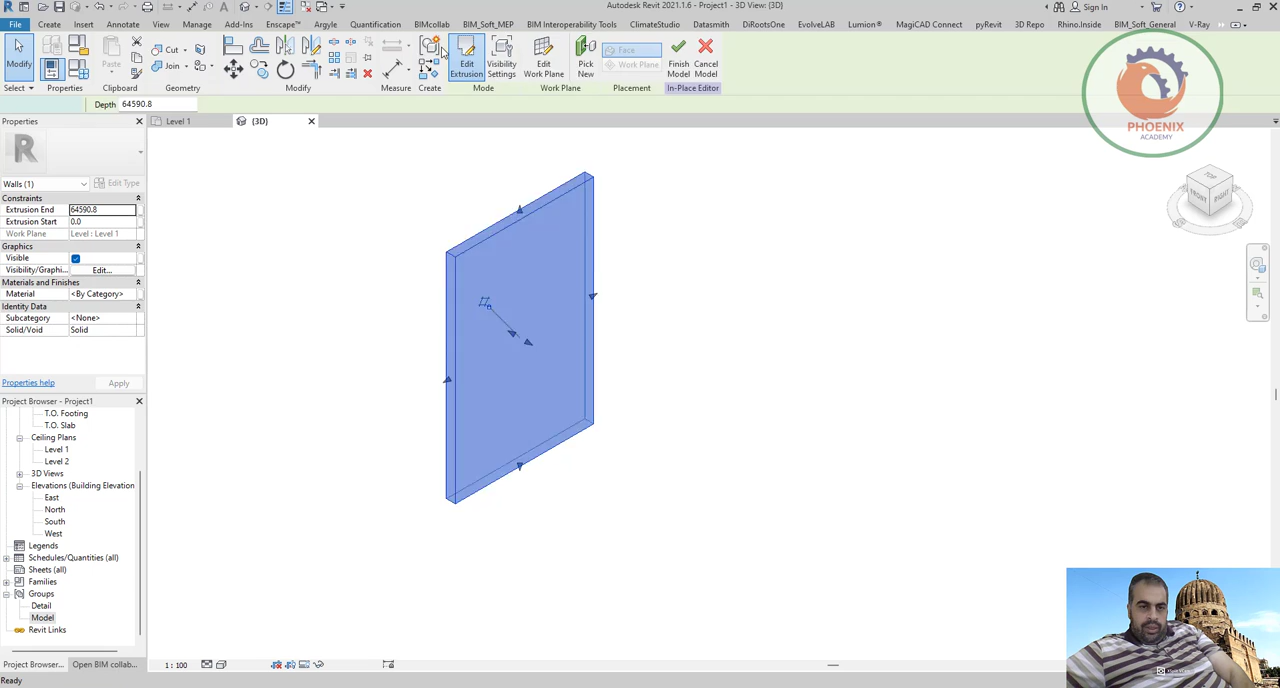 Autodesk Revit 2021.1.6 - Project1 - 3D View: {3D}
Sign In
File Create Insert Annotate View Manage Add-Ins Enscape™ Argyle Quantification BIMcollab BIM_Soft_MEP BIM Interoperability Tools ClimateStudio Datasmith DiRootsOne EvolveLAB Lumion® MagiCAD Connection pyRevit 3D Repo Rhino.Inside BIM_Soft_General V-Ray
Cut
Join
Paste
Modify
Edit Extrusion
Visibility Settings
Edit Work Plane
Pick New
Face
Work Plane
Finish Model
Cancel Model
Select Properties Clipboard Geometry Modify Measure Create Mode Work Plane Placement In-Place Editor
Depth 64590.8
Properties
Level 1
{3D}
PHOENIX
ACADEMY
Walls (1) Edit Type
Constraints
Extrusion End 64590.8
Extrusion Start 0.0
Work Plane Level : Level 1
Graphics
Visible
Visibility/Graphi... Edit...
Materials and Finishes
Material <By Category>
Identity Data
Subcategory <None>
Solid/Void Solid
Properties help Apply
Project Browser - Project1
T.O. Footing
T.O. Slab
Ceiling Plans
Level 1
Level 2
3D Views
Elevations (Building Elevation
East
North
South
West
Legends
Schedules/Quantities (all)
Sheets (all)
Families
Groups
Detail
Model
Revit Links
Project Browser... Open BIM collab...
1 : 100
Ready
TOP
FRONT
RIGHT